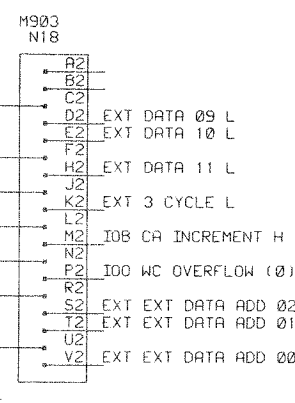 M903
N18
A2
B2
C2
D2 EXT DATA 09 L
E2 EXT DATA 10 L
F2
H2 EXT DATA 11 L
J2
K2 EXT 3 CYCLE L
L2
M2 IOB CA INCREMENT H
N2
P2 IOO WC OVERFLOW (0)
R2
S2 EXT EXT DATA ADD 02
T2 EXT EXT DATA ADD 01
U2
V2 EXT EXT DATA ADD 00